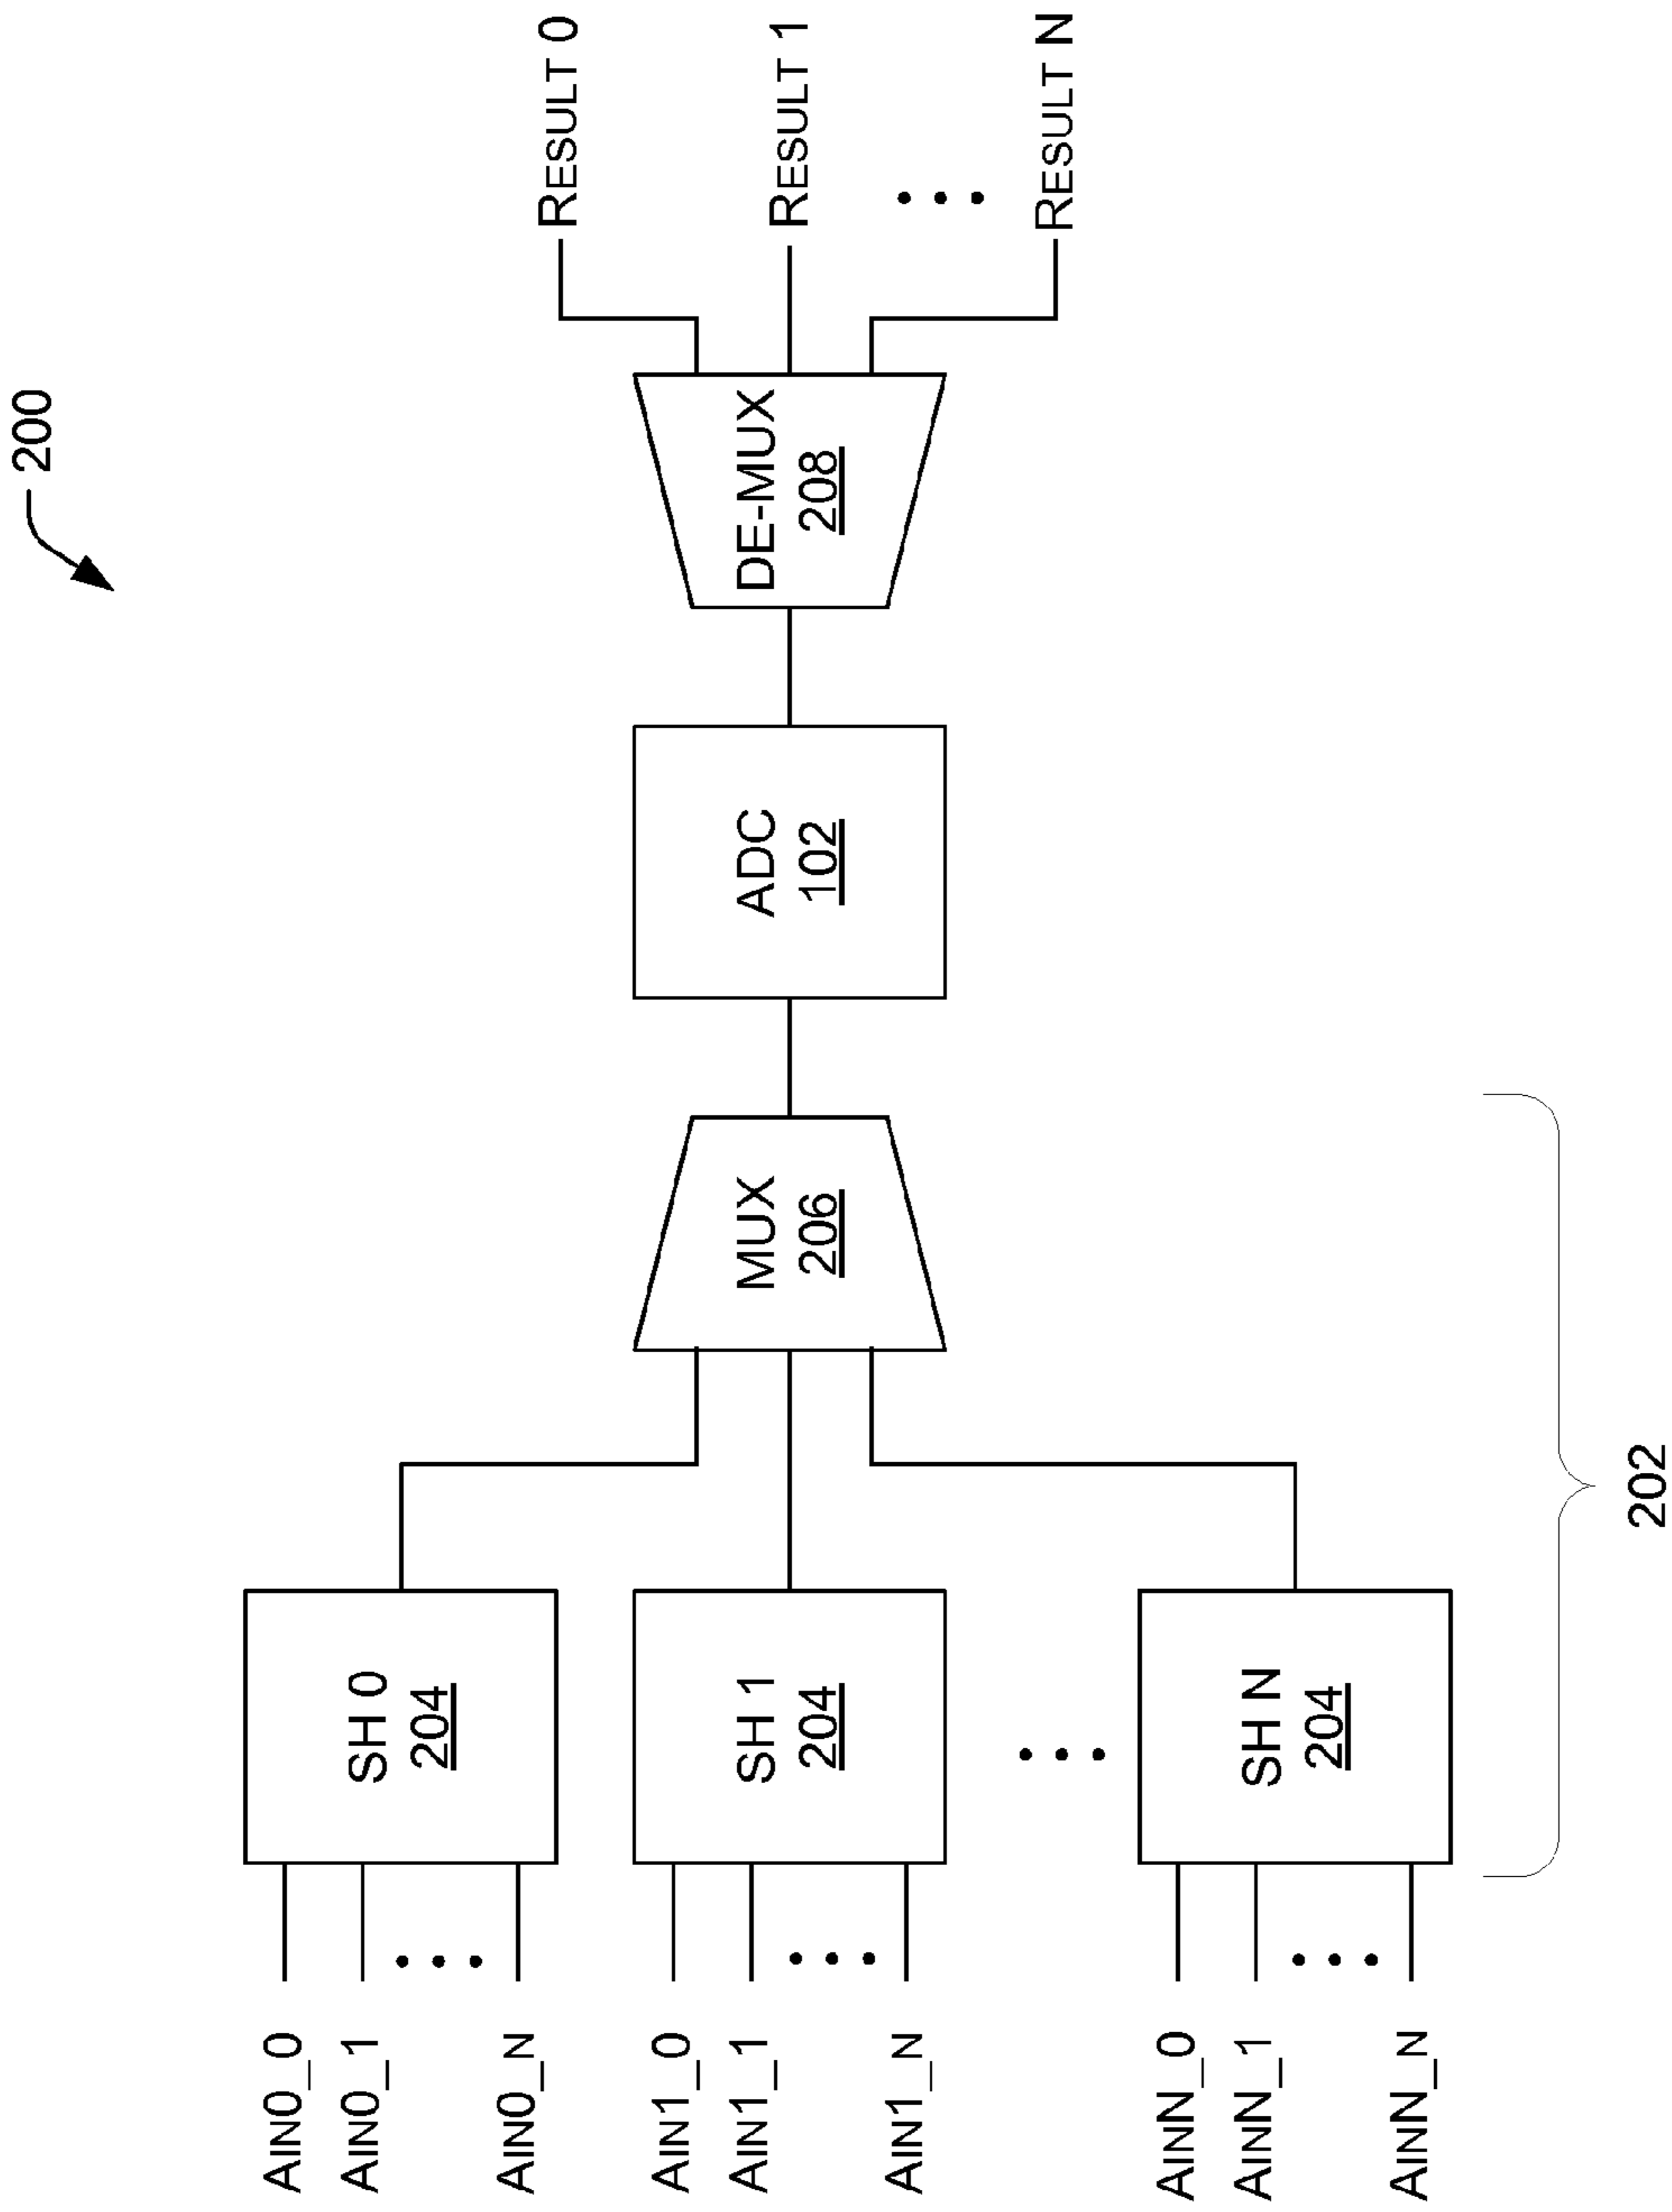 200
AIN0_0
AIN0_1
AIN0_N
SH 0
204
AIN1_0
AIN1_1
AIN1_N
SH 1
204
AINN_0
AINN_1
AINN_N
SH N
204
202
MUX
206
ADC
102
DE-MUX
208
RESULT 0
RESULT 1
RESULT N